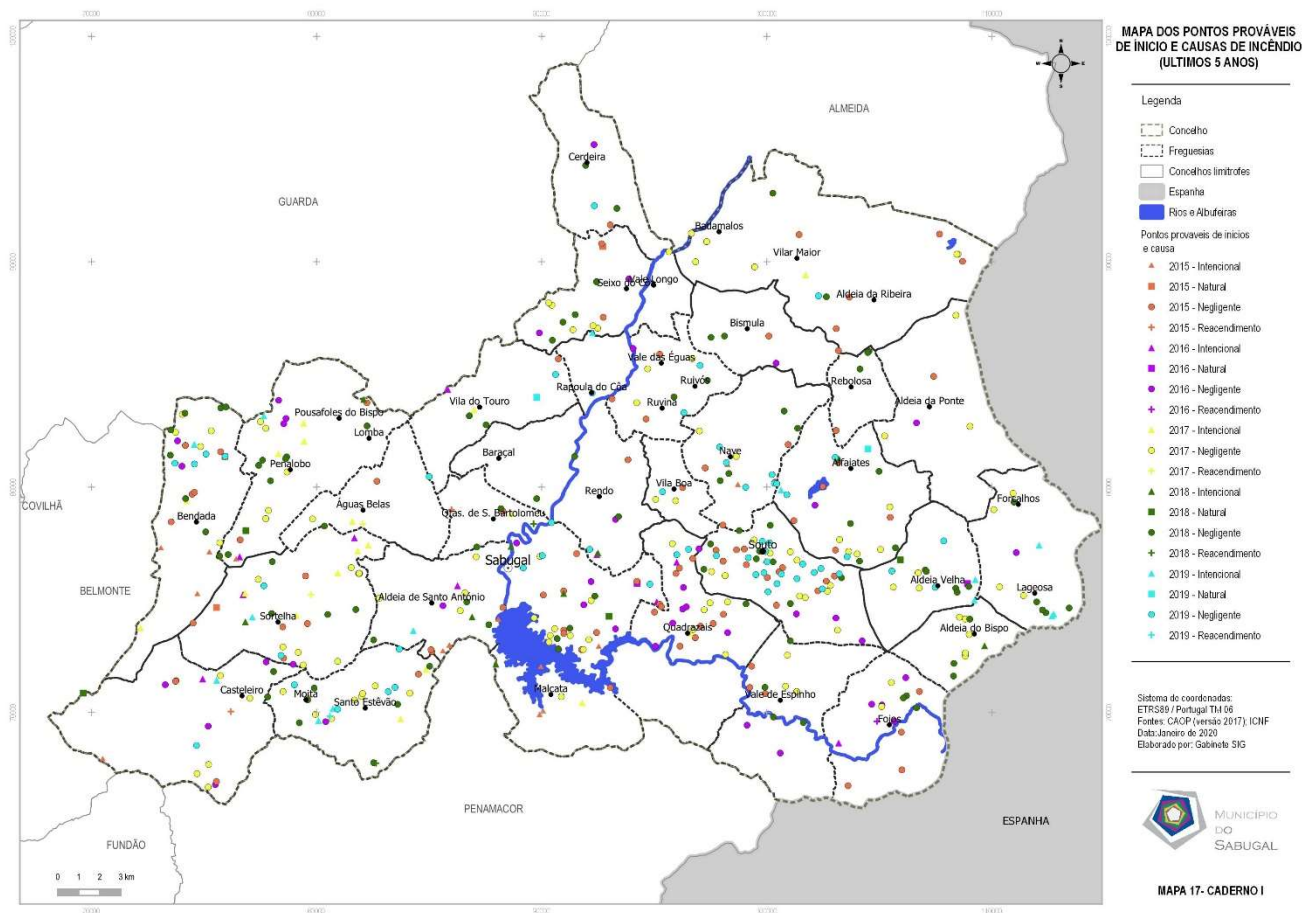 MAPA DOS PONTOS PROVÁVEIS
DE ÍNICIO E CAUSAS DE INCÊNDIO
(ULTIMOS 5 ANOS)
Legenda
Concelho
Freguesias
Concelhos limitrofes
Espanha
Rios e Albufeiras
Pontos provaveis de inicios
e causa
2015 - Intencional
2015 - Natural
2015 - Negligente
2015 - Reacendimento
2016 - Intencional
2016 - Natural
2016 - Negligente
2016 - Reacendimento
2017 - Intencional
2017 - Negligente
2017 - Reacendimento
2018 - Intencional
2018 - Natural
2018 - Negligente
2018 - Reacendimento
2019 - Intencional
2019 - Natural
2019 - Negligente
2019 - Reacendimento
Sistema de coordenadas:
ETRS89 / Portugal TM 06
Fontes: CAOP (versão 2017); ICNF
Data:Janeiro de 2020
Elaborado por: Gabinete SIG
MUNICÍPIO
DO
SABUGAL
MAPA 17- CADERNO I
ALMEIDA
GUARDA
COVILHÃ
BELMONTE
FUNDÃO
PENAMACOR
ESPANHA
Cerdeira
Badamalos
Vilar Maior
Seixo do Côa
Vale Longo
Aldeia da Ribeira
Bismula
Vale das Éguas
Ruivós
Rebolosa
Rapoula do Côa
Ruvina
Aldeia da Ponte
Vila do Touro
Pousafoles do Bispo
Lomba
Penalobo
Baraçal
Nave
Alfaiates
Vila Boa
Rendo
Forcalhos
Bendada
Águas Belas
Qtas. de S. Bartolomeu
Souto
Sabugal
Aldeia Velha
Lageosa
Aldeia de Santo António
Sortelha
Quadrazais
Aldeia do Bispo
Casteleiro
Moita
Santo Estêvão
Malcata
Vale de Espinho
Foios
0 1 2 3 km